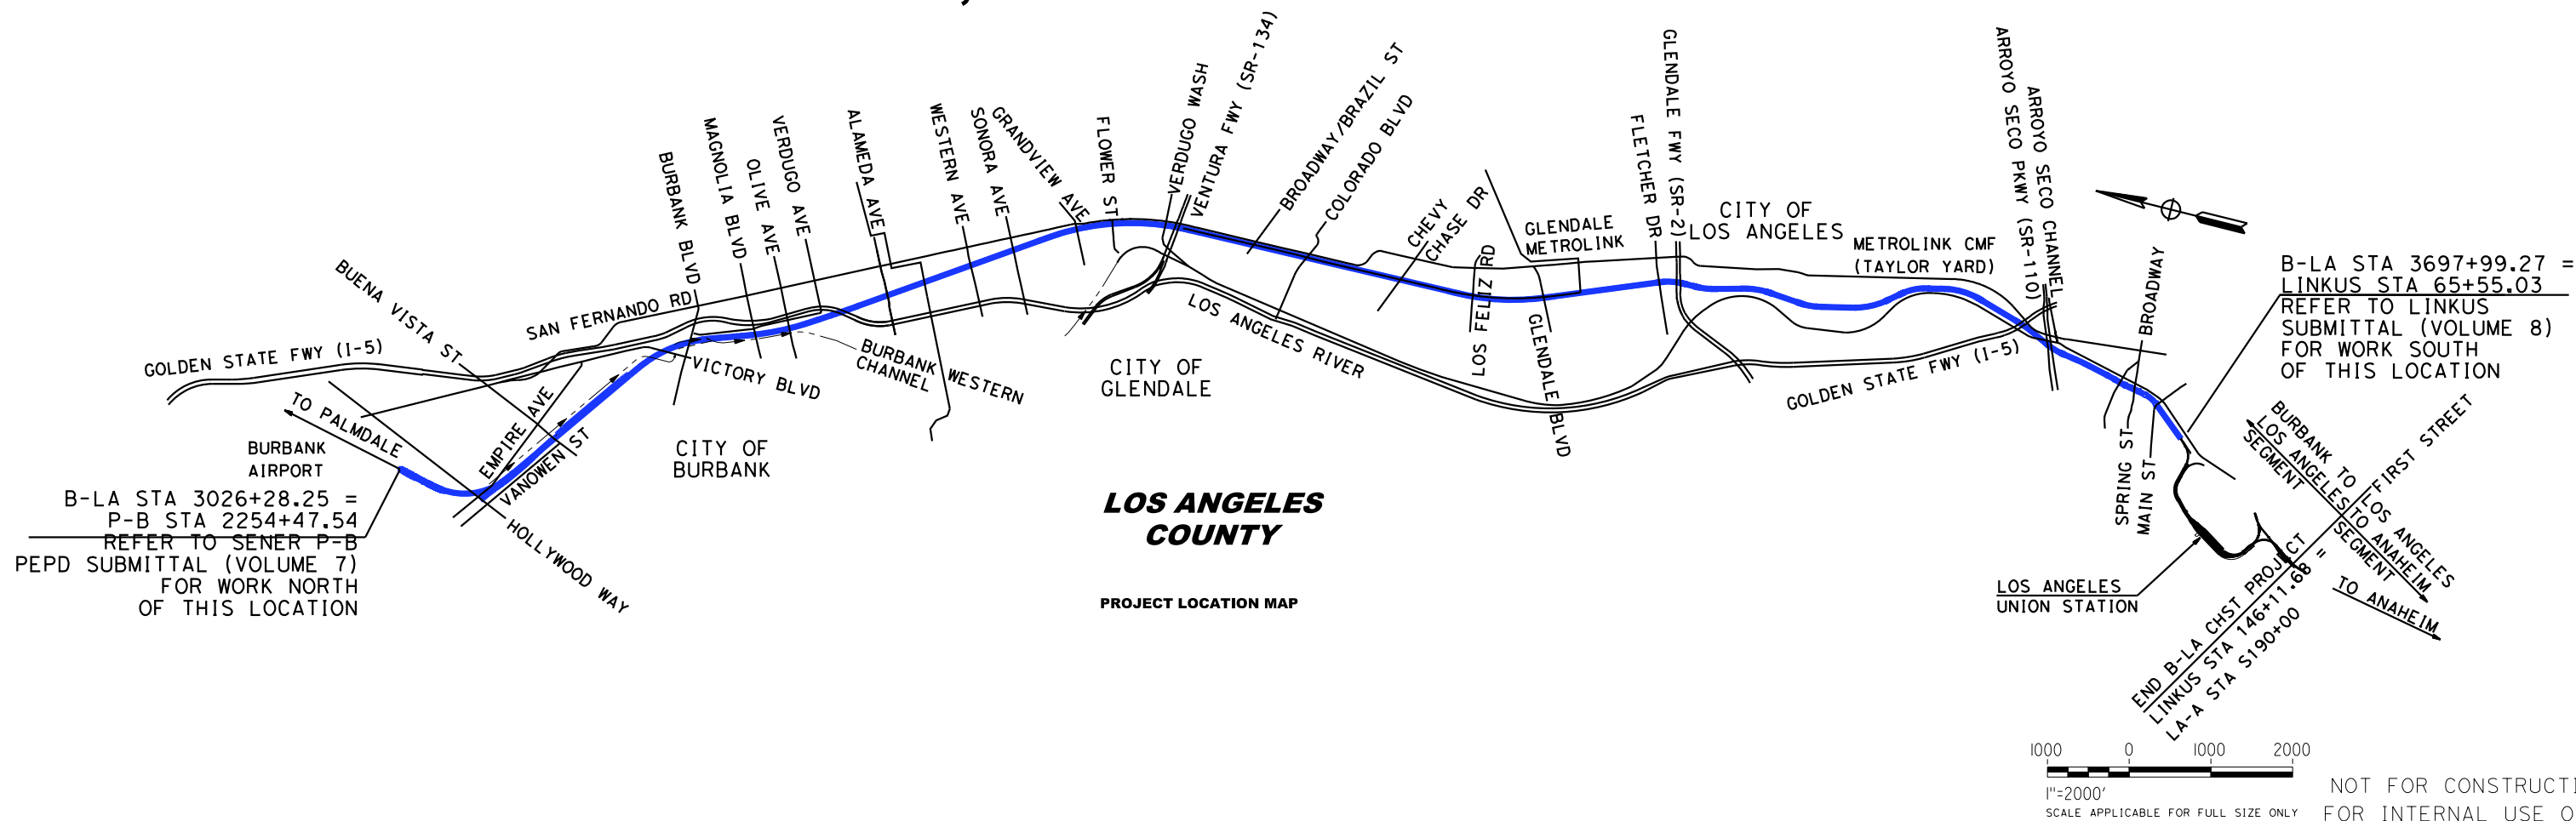 GOLDEN STATE FWY (I-5)
BUENA VISTA ST
SAN FERNANDO RD
BURBANK BLVD
MAGNOLIA BLVD
OLIVE AVE
VERDUGO AVE
ALAMEDA AVE
WESTERN AVE
SONORA AVE
GRANDVIEW AVE
FLOWER ST
VERDUGO WASH
VENTURA FWY (SR-134)
BROADWAY/BRAZIL ST
COLORADO BLVD
CHEVY
CHASE DR
LOS FELIZ RD
GLENDALE
METROLINK
GLENDALE BLVD
FLETCHER DR
GLENDALE FWY (SR-2)
CITY OF
LOS ANGELES
METROLINK CMF
(TAYLOR YARD)
ARROYO SECO PKWY (SR-110)
ARROYO SECO CHANNEL
BROADWAY
B-LA STA 3697+99.27 =
LINKUS STA 65+55.03
REFER TO LINKUS
SUBMITTAL (VOLUME 8)
FOR WORK SOUTH
OF THIS LOCATION
TO PALMDALE
BURBANK
AIRPORT
EMPIRE AVE
VANOWEN ST
HOLLYWOOD WAY
B-LA STA 3026+28.25 =
P-B STA 2254+47.54
REFER TO SENER P-B
PEPD SUBMITTAL (VOLUME 7)
FOR WORK NORTH
OF THIS LOCATION
VICTORY BLVD
BURBANK WESTERN
CHANNEL
CITY OF
BURBANK
CITY OF
GLENDALE
LOS ANGELES RIVER
GOLDEN STATE FWY (I-5)
SPRING ST
MAIN ST
BURBANK TO LOS ANGELES
SEGMENT
LOS ANGELES TO ANAHEIM
SEGMENT
FIRST STREET
LOS ANGELES
UNION STATION
TO ANAHEIM
END B-LA CHST PROJECT
LINKUS STA 146+11.68 =
LA-A STA S190+00
LOS ANGELES
COUNTY
PROJECT LOCATION MAP
1000 0 1000 2000
1"=2000'
SCALE APPLICABLE FOR FULL SIZE ONLY
NOT FOR CONSTRUCTI
FOR INTERNAL USE O